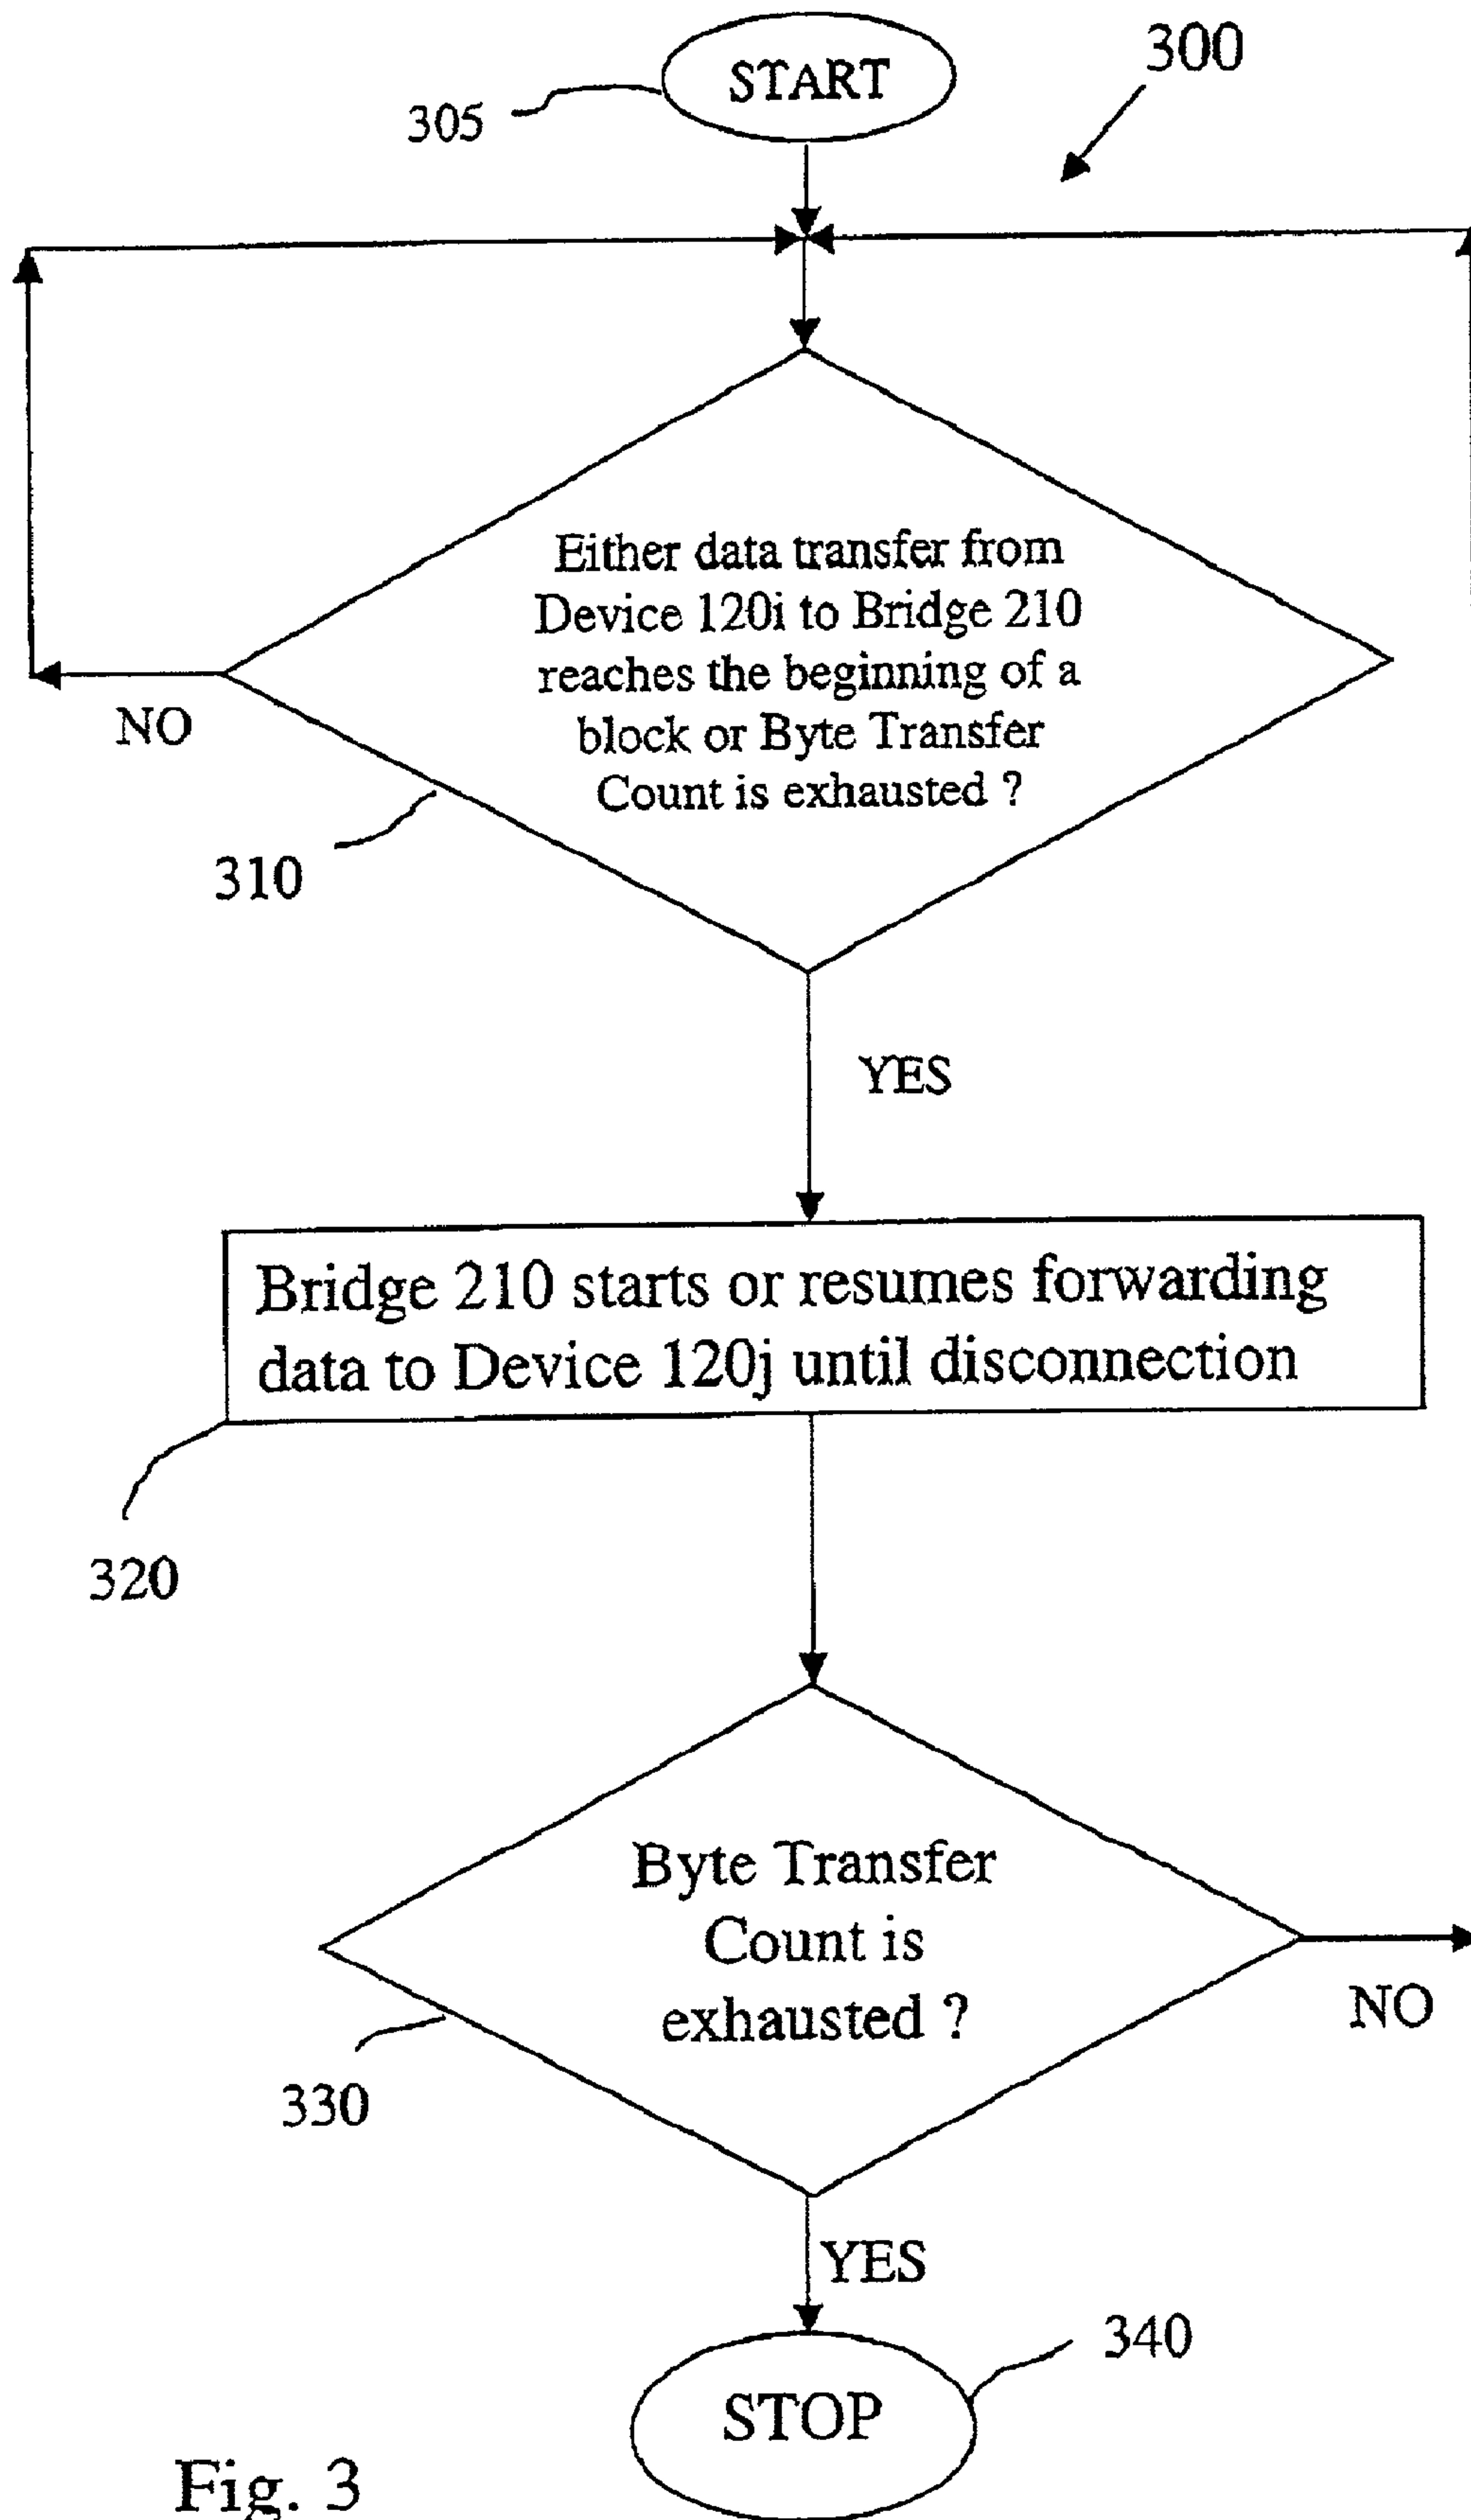 START
300
305
Either data transfer from
Device 120i to Bridge 210
reaches the beginning of a
block or Byte Transfer
Count is exhausted ?
NO
310
YES
Bridge 210 starts or resumes forwarding
data to Device 120j until disconnection
320
Byte Transfer
Count is
exhausted ?
NO
330
YES
340
STOP
Fig. 3